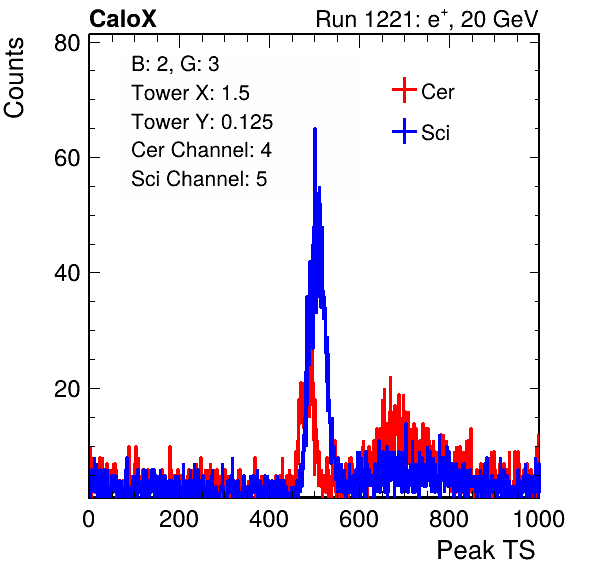 CaloX Run 1221: e⁺, 20 GeV
Counts
80
60
40
20
B: 2, G: 3
Tower X: 1.5
Tower Y: 0.125
Cer Channel: 4
Sci Channel: 5
Cer
Sci
0 200 400 600 800 1000
Peak TS